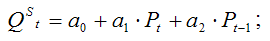 Q^S_t = a_0 + a_1 · P_t + a_2 · P_{t-1} ;